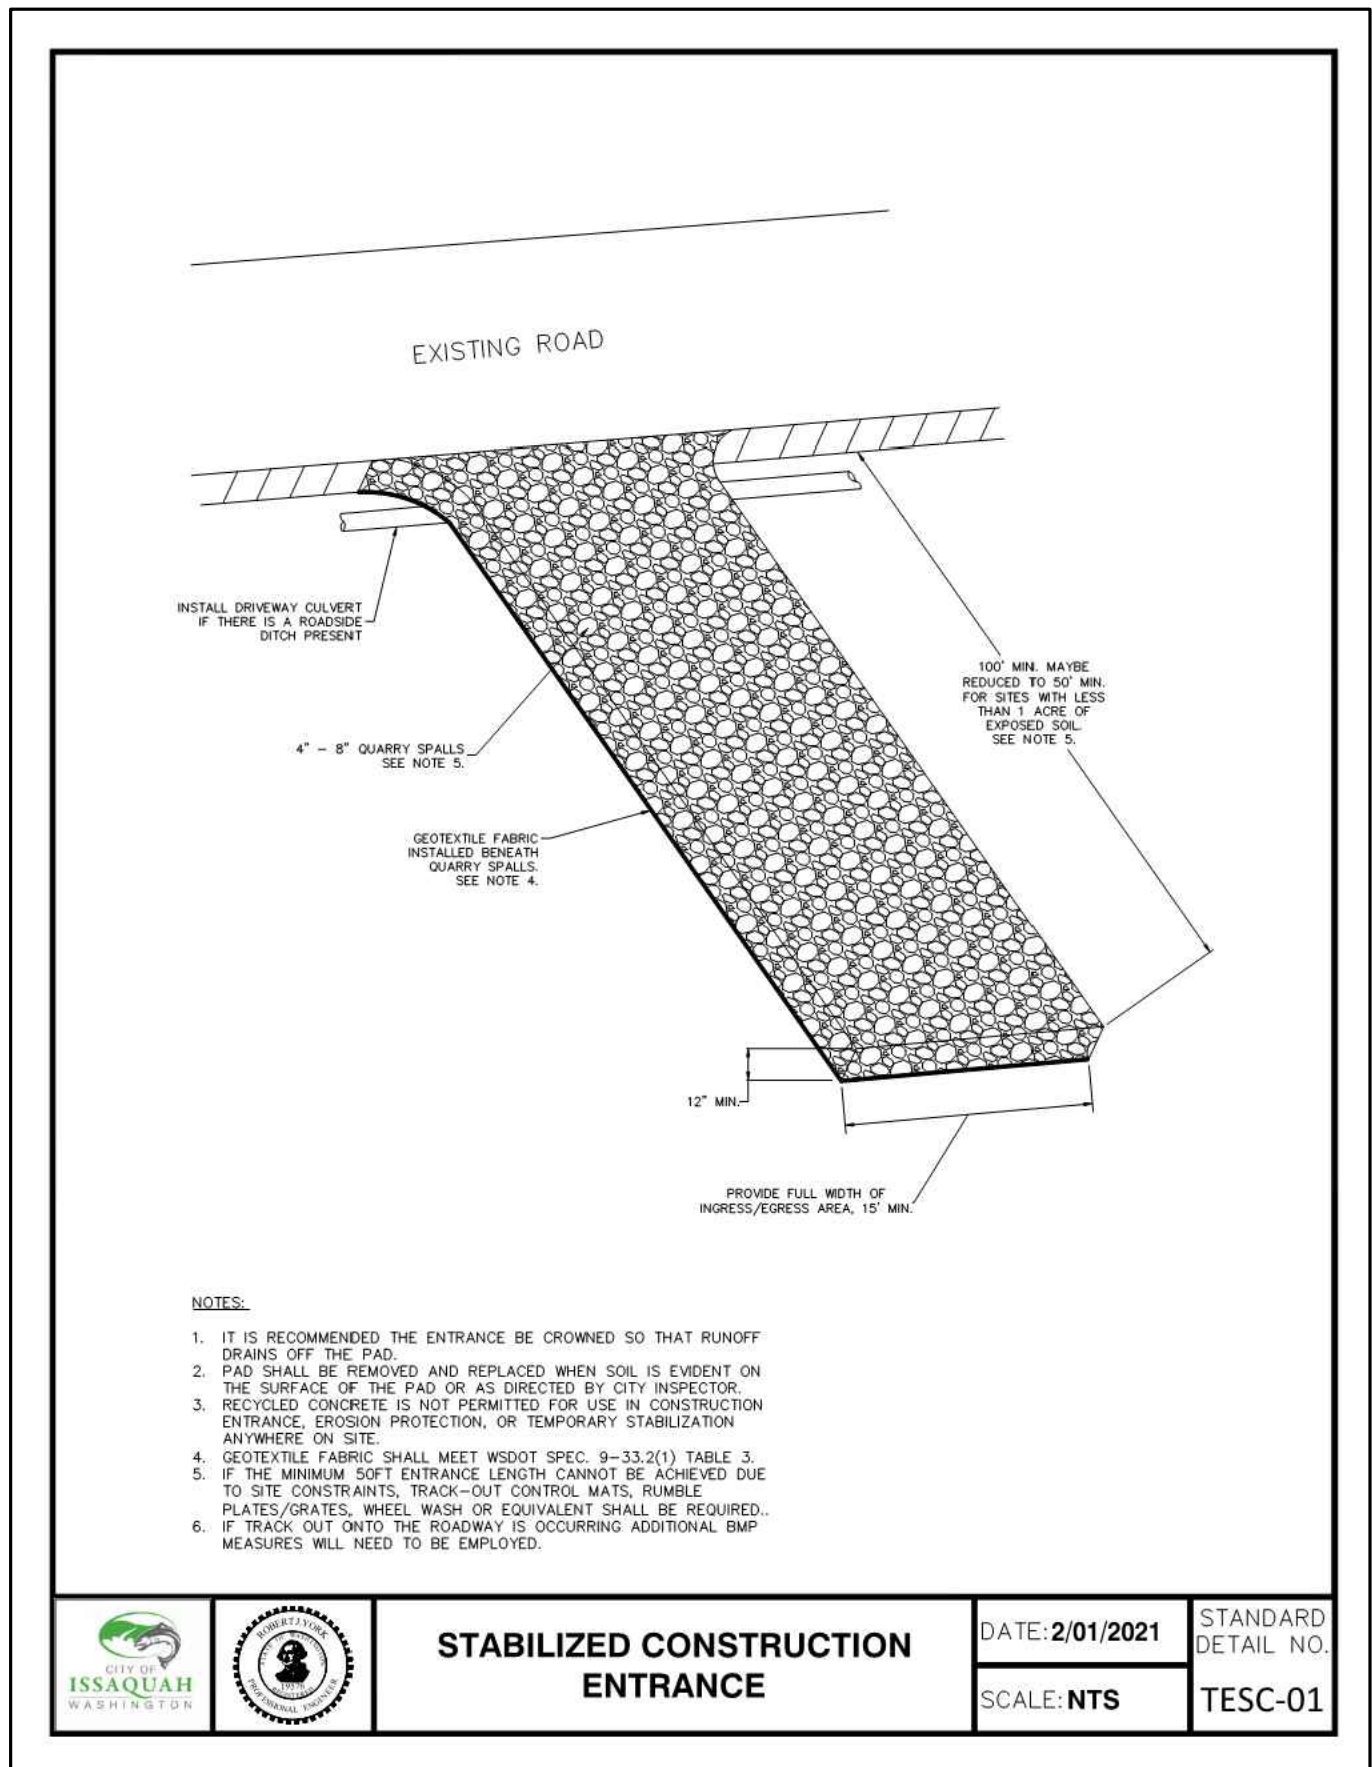 EXISTING ROAD
INSTALL DRIVEWAY CULVERT
IF THERE IS A ROADSIDE
DITCH PRESENT
100' MIN. MAYBE
REDUCED TO 50' MIN.
FOR SITES WITH LESS
THAN 1 ACRE OF
EXPOSED SOIL.
SEE NOTE 5.
4" - 8" QUARRY SPALLS
SEE NOTE 5.
GEOTEXTILE FABRIC
INSTALLED BENEATH
QUARRY SPALLS.
SEE NOTE 4.
12" MIN.
PROVIDE FULL WIDTH OF
INGRESS/EGRESS AREA, 15' MIN.
NOTES:
1. IT IS RECOMMENDED THE ENTRANCE BE CROWNED SO THAT RUNOFF
DRAINS OFF THE PAD.
2. PAD SHALL BE REMOVED AND REPLACED WHEN SOIL IS EVIDENT ON
THE SURFACE OF THE PAD OR AS DIRECTED BY CITY INSPECTOR.
3. RECYCLED CONCRETE IS NOT PERMITTED FOR USE IN CONSTRUCTION
ENTRANCE, EROSION PROTECTION, OR TEMPORARY STABILIZATION
ANYWHERE ON SITE.
4. GEOTEXTILE FABRIC SHALL MEET WSDOT SPEC. 9-33.2(1) TABLE 3.
5. IF THE MINIMUM 50FT ENTRANCE LENGTH CANNOT BE ACHIEVED DUE
TO SITE CONSTRAINTS, TRACK-OUT CONTROL MATS, RUMBLE
PLATES/GRATES, WHEEL WASH OR EQUIVALENT SHALL BE REQUIRED..
6. IF TRACK OUT ONTO THE ROADWAY IS OCCURRING ADDITIONAL BMP
MEASURES WILL NEED TO BE EMPLOYED.
CITY OF
ISSAQUAH
WASHINGTON
ROBERT J. YORK
STATE OF WASHINGTON
19576
REGISTERED
PROFESSIONAL ENGINEER
STABILIZED CONSTRUCTION
ENTRANCE
DATE: 2/01/2021
SCALE: NTS
STANDARD
DETAIL NO.
TESC-01